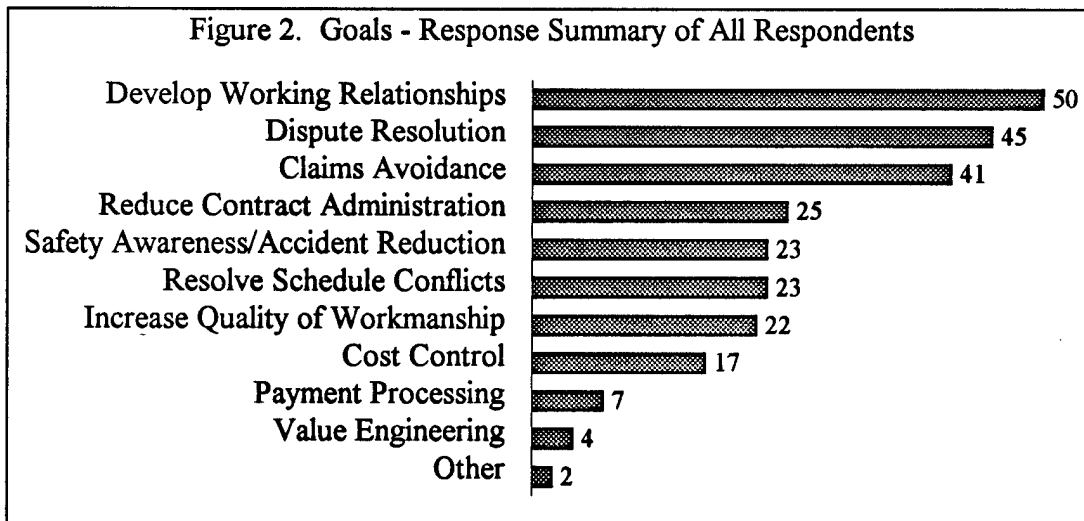 Figure 2. Goals - Response Summary of All Respondents
Develop Working Relationships 50
Dispute Resolution 45
Claims Avoidance 41
Reduce Contract Administration 25
Safety Awareness/Accident Reduction 23
Resolve Schedule Conflicts 23
Increase Quality of Workmanship 22
Cost Control 17
Payment Processing 7
Value Engineering 4
Other 2